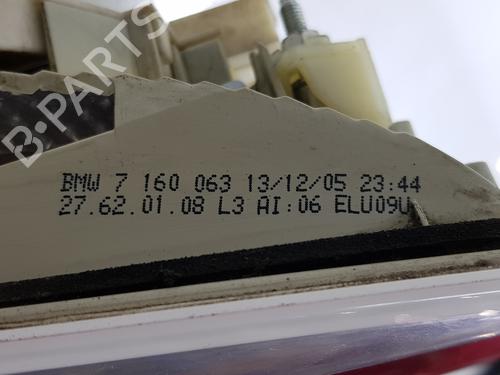 B-PARTS
BMW 7 160 063 13/12/05 23:44
27.62.01.08 L3 AI:06 ELU09U